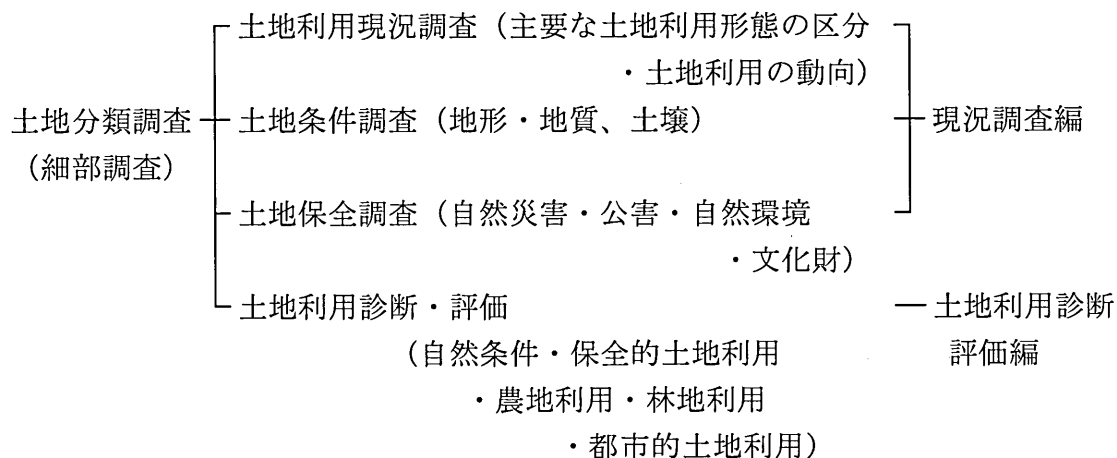 土地利用現況調査（主要な土地利用形態の区分
・土地利用の動向）
土地分類調査
（細部調査）
土地条件調査（地形・地質、土壌）
現況調査編
土地保全調査（自然災害・公害・自然環境
・文化財）
土地利用診断・評価
（自然条件・保全的土地利用
・農地利用・林地利用
・都市的土地利用）
土地利用診断
評価編